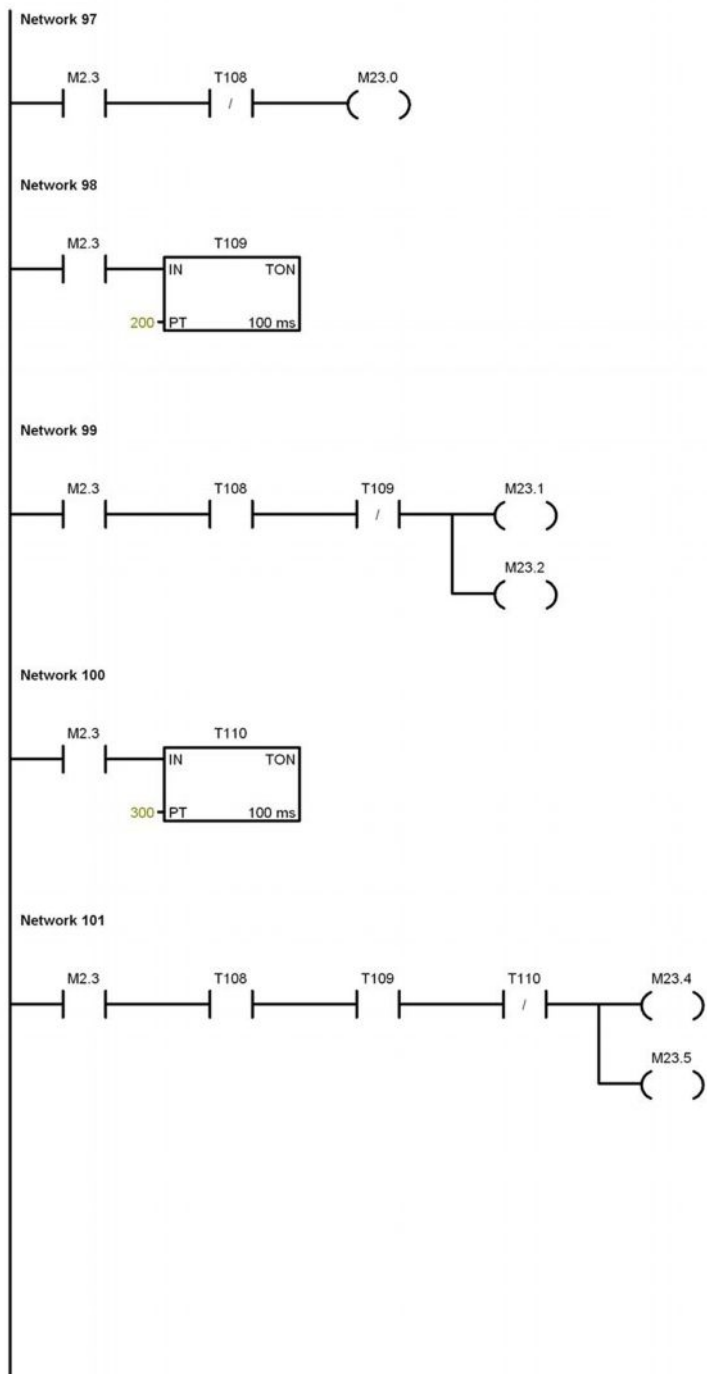 Network 97
M2.3 T108 M23.0
/
Network 98
M2.3 T109
IN TON
200 PT 100 ms
Network 99
M2.3 T108 T109 M23.1
/
M23.2
Network 100
M2.3 T110
IN TON
300 PT 100 ms
Network 101
M2.3 T108 T109 T110 M23.4
/
M23.5